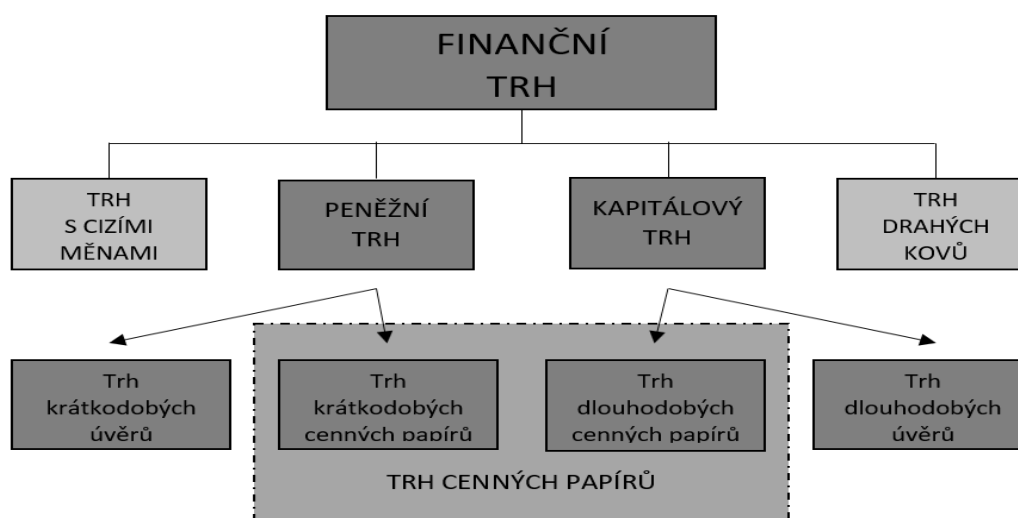 FINANČNÍ
TRH
TRH
S CIZÍMI
MĚNAMI
PENĚŽNÍ
TRH
KAPITÁLOVÝ
TRH
TRH
DRAHÝCH
KOVŮ
Trh
krátkodobých
úvěrů
Trh
krátkodobých
cenných papírů
Trh
dlouhodobých
cenných papírů
Trh
dlouhodobých
úvěrů
TRH CENNÝCH PAPÍRŮ